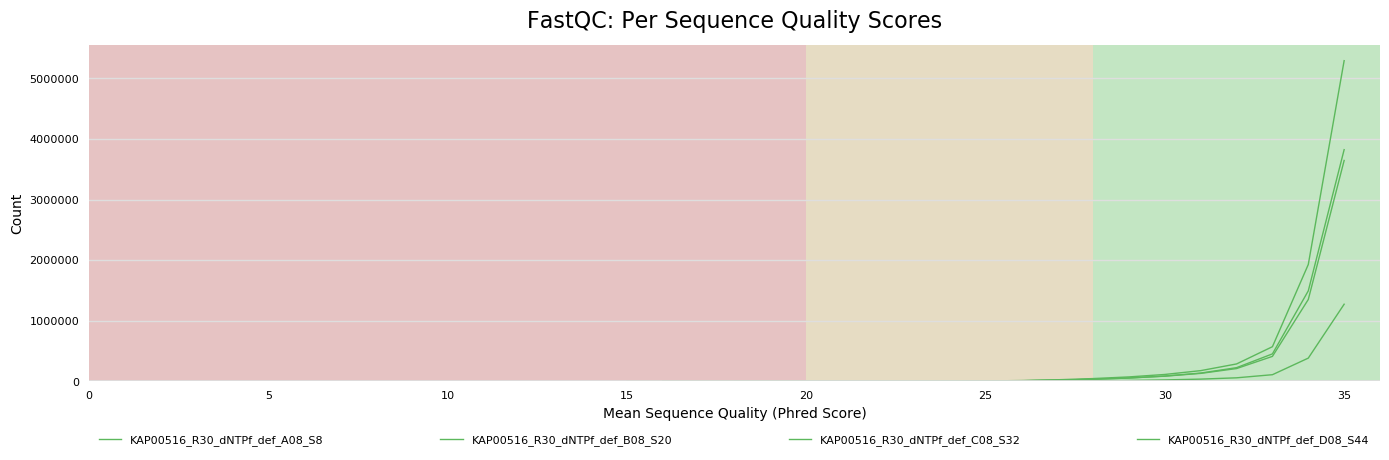 FastQC: Per Sequence Quality Scores
5000000
4000000
3000000
2000000
1000000
0
Count
0 5 10 15 20 25 30 35
Mean Sequence Quality (Phred Score)
KAP00516_R30_dNTPf_def_A08_S8 KAP00516_R30_dNTPf_def_B08_S20 KAP00516_R30_dNTPf_def_C08_S32 KAP00516_R30_dNTPf_def_D08_S44